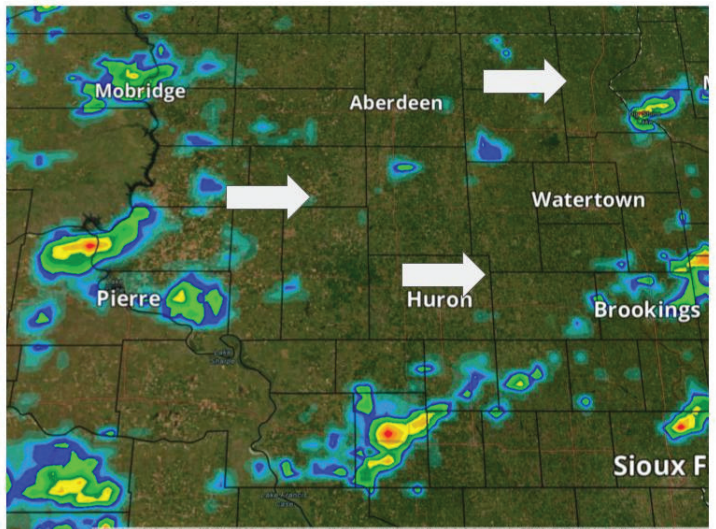 Mobridge
Aberdeen
Watertown
Pierre
Huron
Brookings
Sioux F